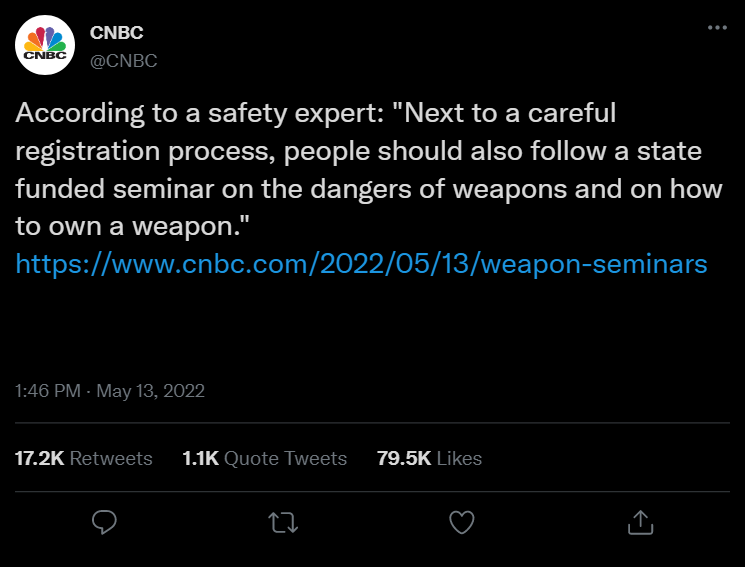 CNBC
CNBC
@CNBC
According to a safety expert: "Next to a careful
registration process, people should also follow a state
funded seminar on the dangers of weapons and on how
to own a weapon."
https://www.cnbc.com/2022/05/13/weapon-seminars
1:46 PM · May 13, 2022
17.2K Retweets 1.1K Quote Tweets 79.5K Likes